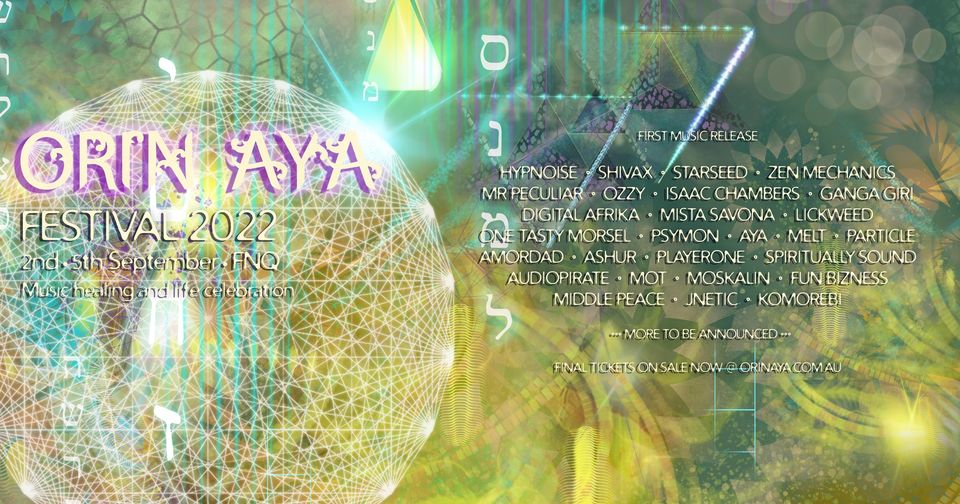 ORIN AYA
FESTIVAL 2022
2nd - 5th September • FNQ
Music healing and life celebration
FIRST MUSIC RELEASE
HYPNOISE • SHIVAX • STARSEED • ZEN MECHANICS
MR PECULIAR • OZZY • ISAAC CHAMBERS • GANGA GIRI
DIGITAL AFRIKA • MISTA SAVONA • LICKWEED
ONE TASTY MORSEL • PSYMON • AYA • MELT • PARTICLE
AMORDAD • ASHUR • PLAYERONE • SPIRITUALLY SOUND
AUDIOPIRATE • MOT • MOSKALIN • FUN BIZNESS
MIDDLE PEACE • JNETIC • KOMOREBI
---- MORE TO BE ANNOUNCED ---
FINAL TICKETS ON SALE NOW @ ORINAYA.COM.AU